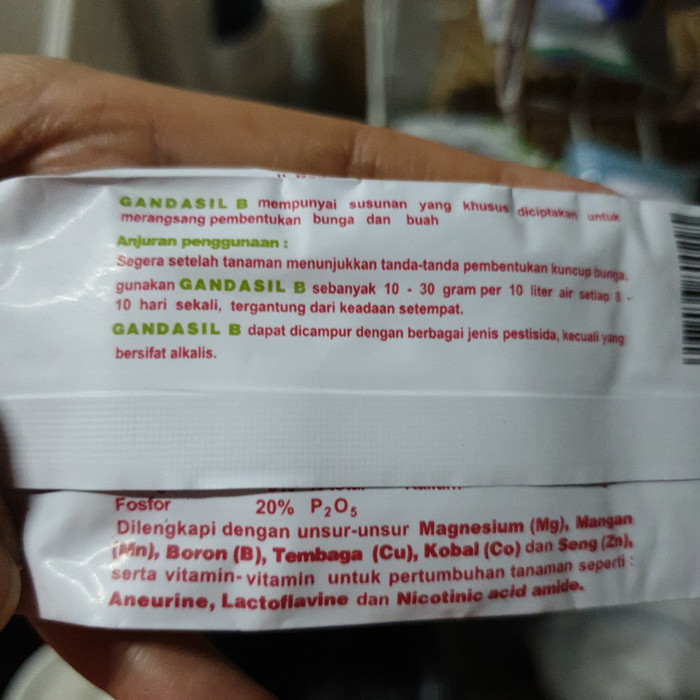 GANDASIL B mempunyai susunan yang khusus diciptakan untuk
merangsang pembentukan bunga dan buah
Anjuran penggunaan :
Segera setelah tanaman menunjukkan tanda-tanda pembentukan kuncup bunga,
gunakan GANDASIL B sebanyak 10 - 30 gram per 10 liter air setiap 8 -
10 hari sekali, tergantung dari keadaan setempat.
GANDASIL B dapat dicampur dengan berbagai jenis pestisida, kecuali yang
bersifat alkalis.
Fosfor 20% P₂O₅
Dilengkapi dengan unsur-unsur Magnesium (Mg), Mangan
(Mn), Boron (B), Tembaga (Cu), Kobal (Co) dan Seng (Zn),
serta vitamin-vitamin untuk pertumbuhan tanaman seperti :
Aneurine, Lactoflavine dan Nicotinic acid amide.